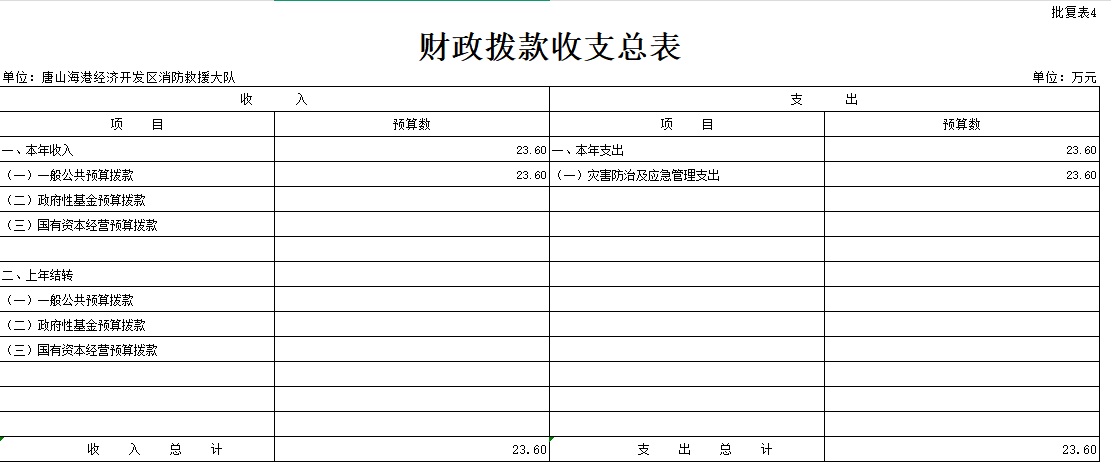 批复表4
财政拨款收支总表
单位：唐山海港经济开发区消防救援大队 单位：万元
收 入 支 出
项 目 预算数 项 目 预算数
一、本年收入 23.60 一、本年支出 23.60
（一）一般公共预算拨款 23.60 （一）灾害防治及应急管理支出 23.60
（二）政府性基金预算拨款
（三）国有资本经营预算拨款
二、上年结转
（一）一般公共预算拨款
（二）政府性基金预算拨款
（三）国有资本经营预算拨款
收 入 总 计 23.60 支 出 总 计 23.60